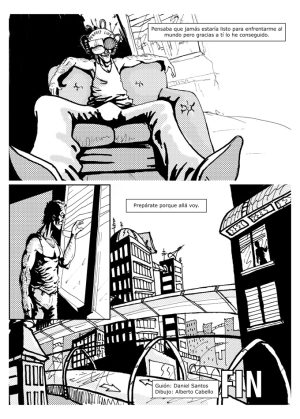 Pensaba que jamás estaría listo para enfrentarme al
mundo pero gracias a ti lo he conseguido.
Prepárate porque allá voy.
FIN
Guión: Daniel Santos
Dibujo: Alberto Cabello